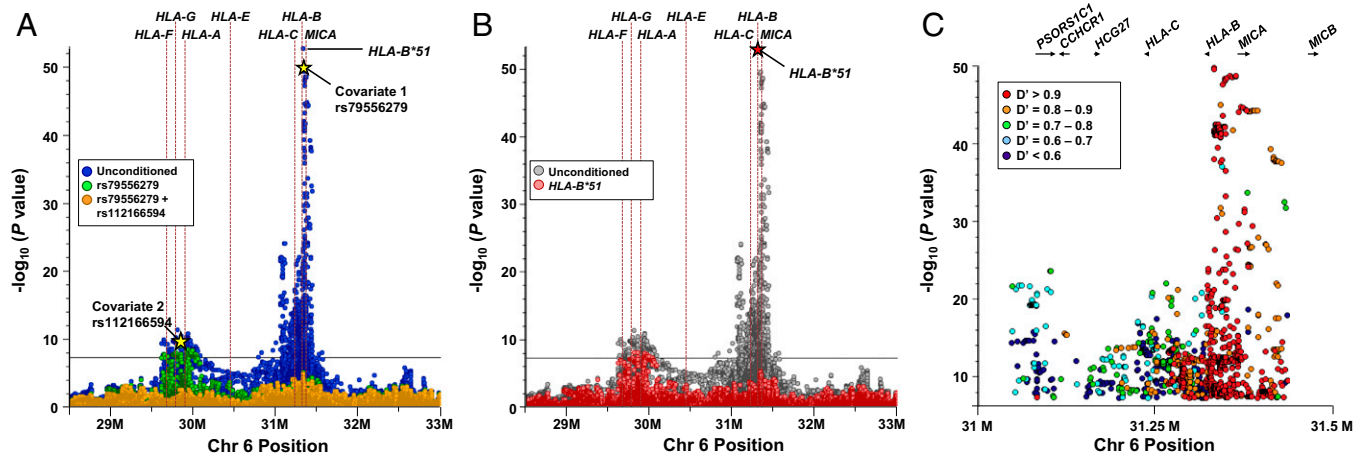 A
HLA-G HLA-E HLA-B
HLA-F HLA-A HLA-C MICA
HLA-B*51
Covariate 1
rs79556279
Unconditioned
rs79556279
rs79556279 +
rs112166594
Covariate 2
rs112166594
-log10 (P value)
50
40
30
20
10
0
29M 30M 31M 32M 33M
Chr 6 Position
B
HLA-G HLA-E HLA-B
HLA-F HLA-A HLA-C MICA
HLA-B*51
Unconditioned
HLA-B*51
-log10 (P value)
50
40
30
20
10
0
29M 30M 31M 32M 33M
Chr 6 Position
C
PSORS1C1 CCHCR1 HCG27 HLA-C HLA-B MICA MICB
D' > 0.9
D' = 0.8 – 0.9
D' = 0.7 – 0.8
D' = 0.6 – 0.7
D' < 0.6
-log10 (P value)
50
40
30
20
10
31 M 31.25 M 31.5 M
Chr 6 Position